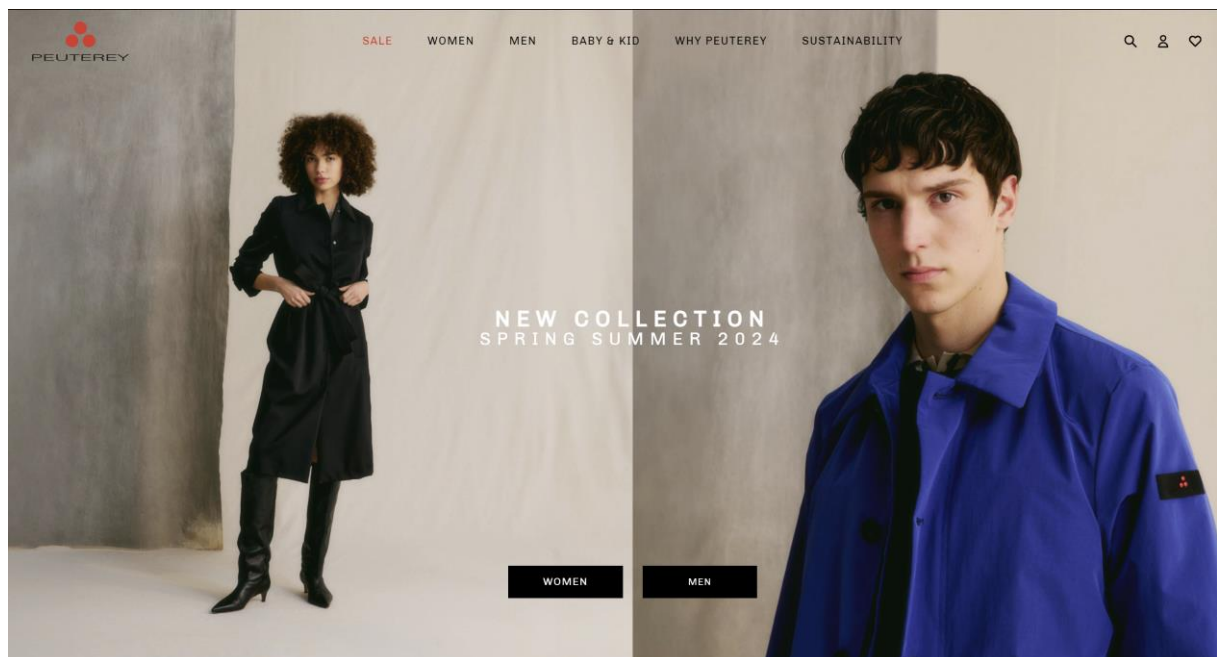 PEUTEREY
SALE WOMEN MEN BABY & KID WHY PEUTEREY SUSTAINABILITY
NEW COLLECTION
SPRING SUMMER 2024
WOMEN MEN